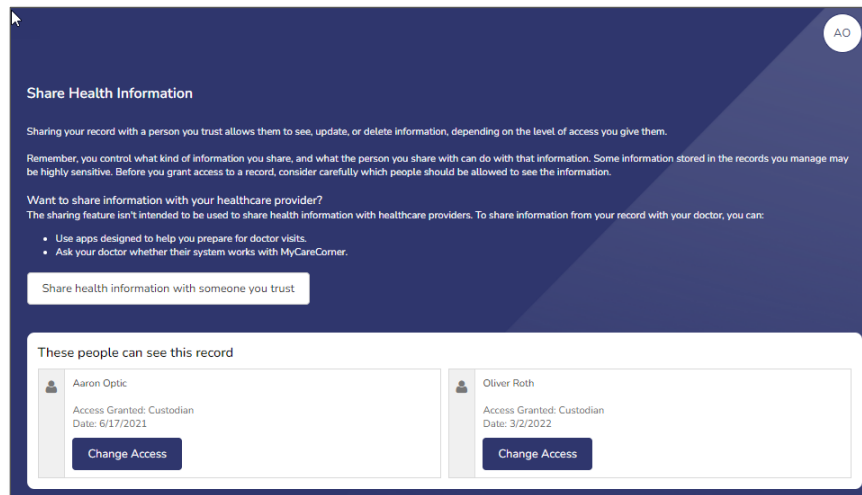 AO
Share Health Information
Sharing your record with a person you trust allows them to see, update, or delete information, depending on the level of access you give them.
Remember, you control what kind of information you share, and what the person you share with can do with that information. Some information stored in the records you manage may
be highly sensitive. Before you grant access to a record, consider carefully which people should be allowed to see the information.
Want to share information with your healthcare provider?
The sharing feature isn't intended to be used to share health information with healthcare providers. To share information from your record with your doctor, you can:
• Use apps designed to help you prepare for doctor visits.
• Ask your doctor whether their system works with MyCareCorner.
Share health information with someone you trust
These people can see this record
Aaron Optic
Access Granted: Custodian
Date: 6/17/2021
Change Access
Oliver Roth
Access Granted: Custodian
Date: 3/2/2022
Change Access